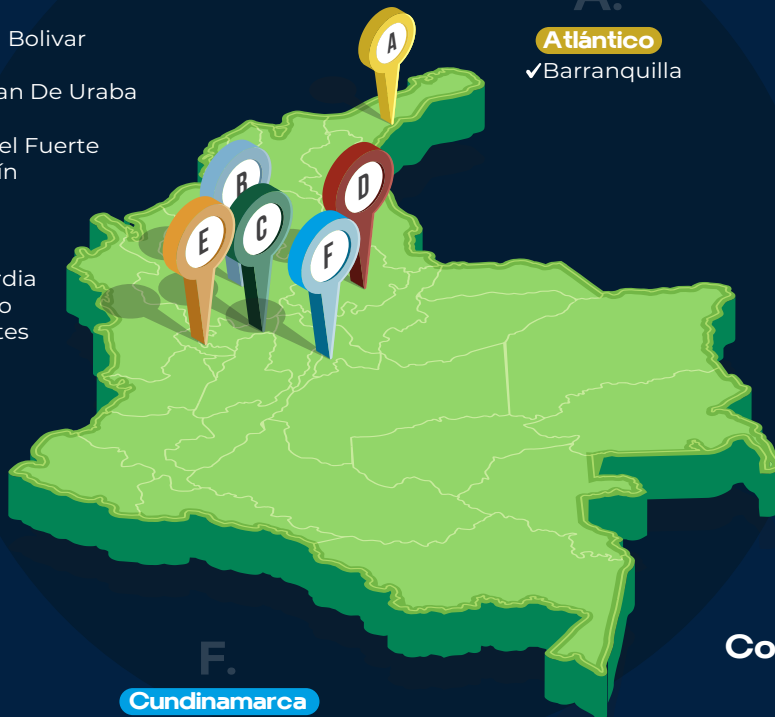 Bolivar
an De Uraba
el Fuerte
ín
rdia
o
tes
A.
Atlántico
✓Barranquilla
A
B
C
D
E
F
F.
Cundinamarca
Co